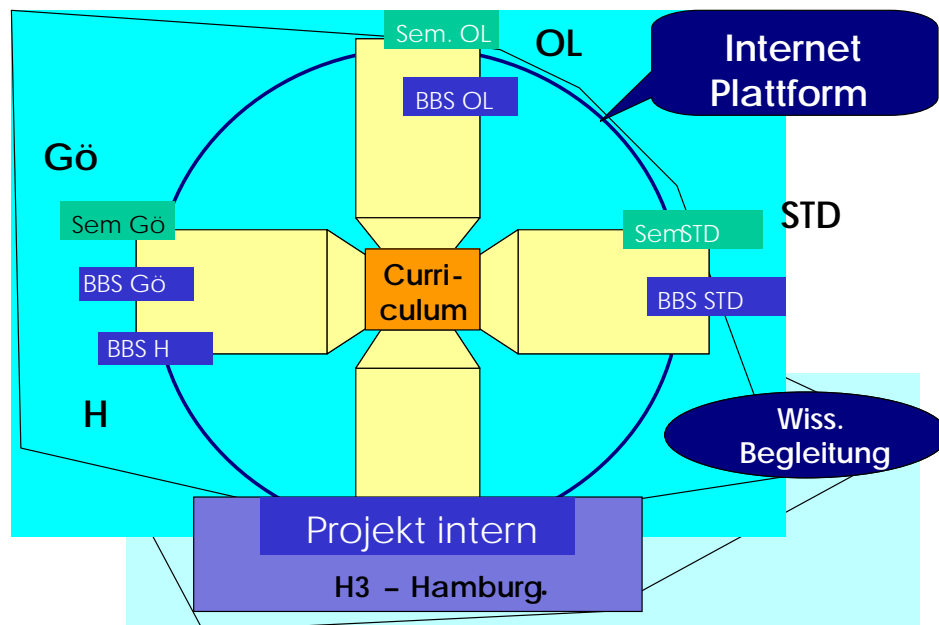 Sem. OL
OL
Internet
Plattform
BBS OL
Gö
Sem Gö
SemSTD
STD
BBS Gö
Curri-
culum
BBS STD
BBS H
H
Wiss.
Begleitung
Projekt intern
H3 – Hamburg.